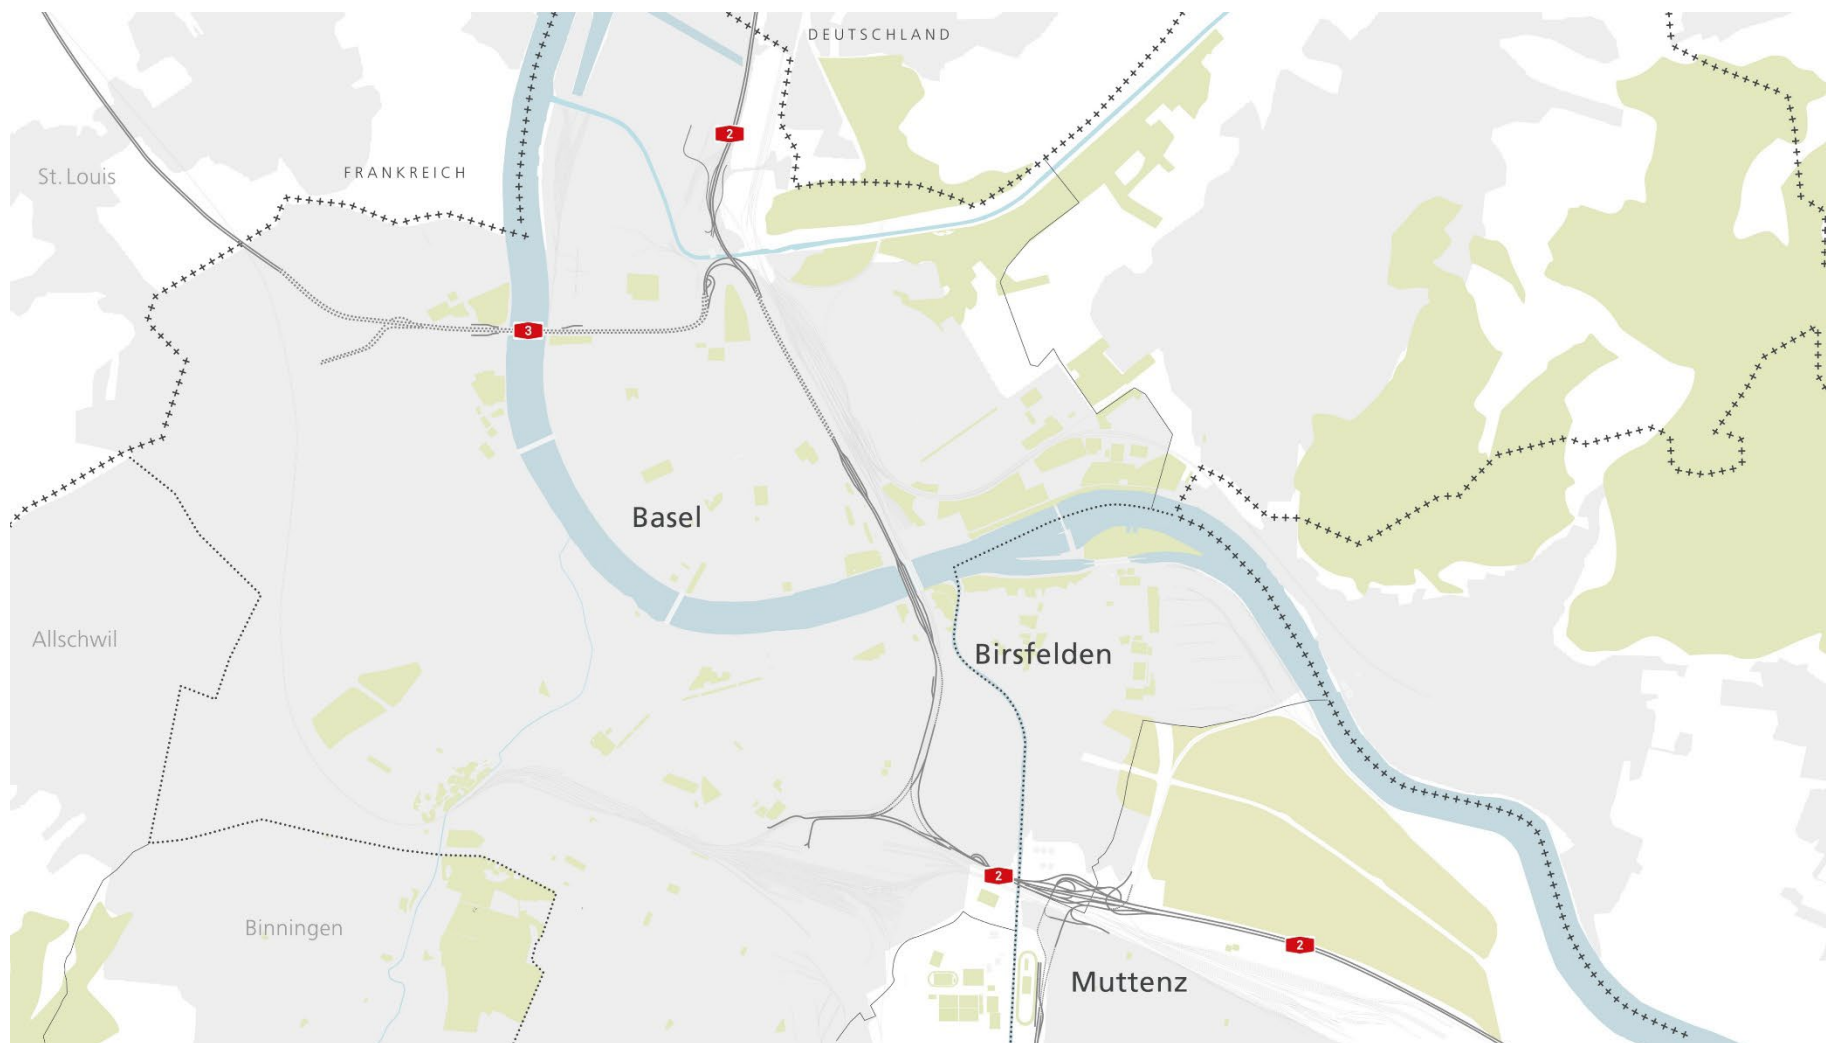 DEUTSCHLAND
2
FRANKREICH
St. Louis
3
Basel
Allschwil
Birsfelden
2
Binningen
2
Muttenz